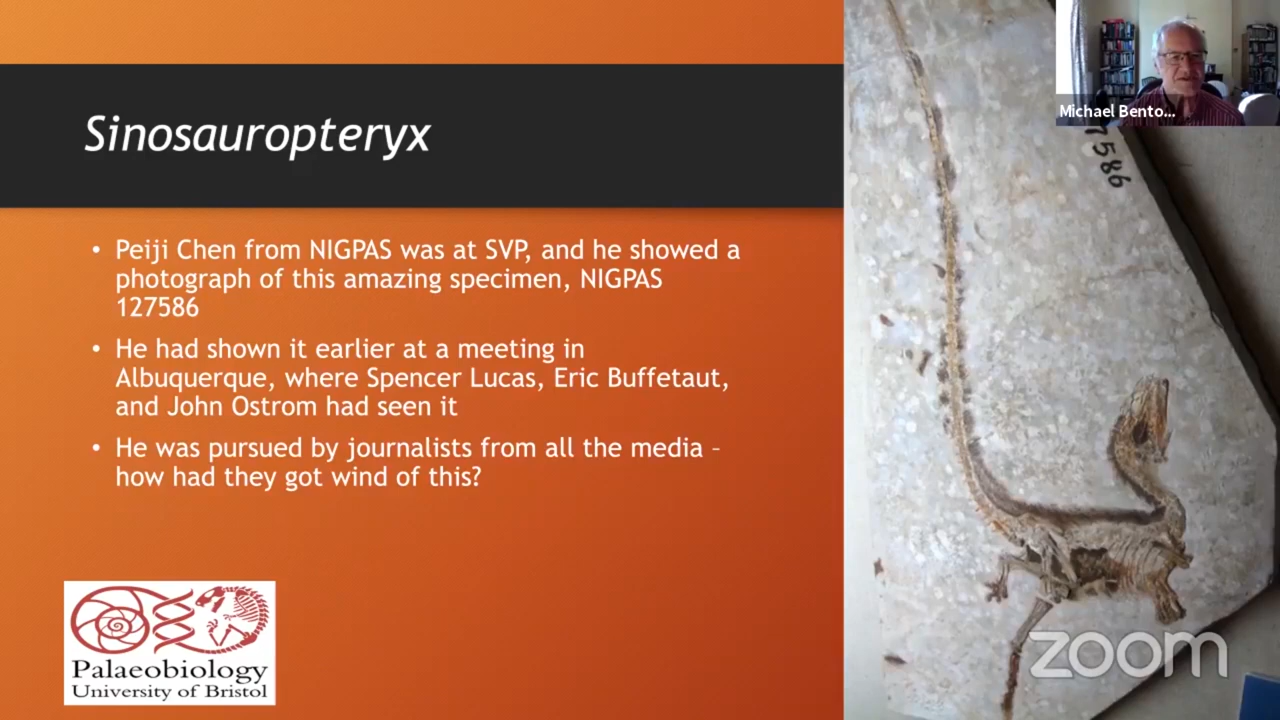 Sinosauropteryx
• Peiji Chen from NIGPAS was at SVP, and he showed a
photograph of this amazing specimen, NIGPAS
127586
• He had shown it earlier at a meeting in
Albuquerque, where Spencer Lucas, Eric Buffetaut,
and John Ostrom had seen it
• He was pursued by journalists from all the media –
how had they got wind of this?
Palaeobiology
University of Bristol
Michael Bento...
7586
zoom